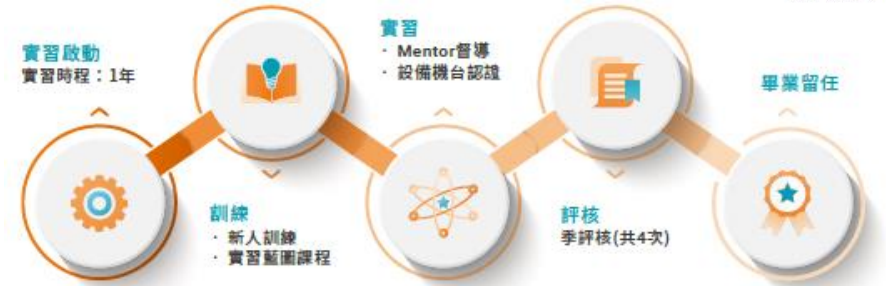 實習啟動
實習時程：1年
訓練
· 新人訓練
· 實習藍圖課程
實習
· Mentor督導
· 設備機台認證
評核
季評核(共4次)
畢業留任